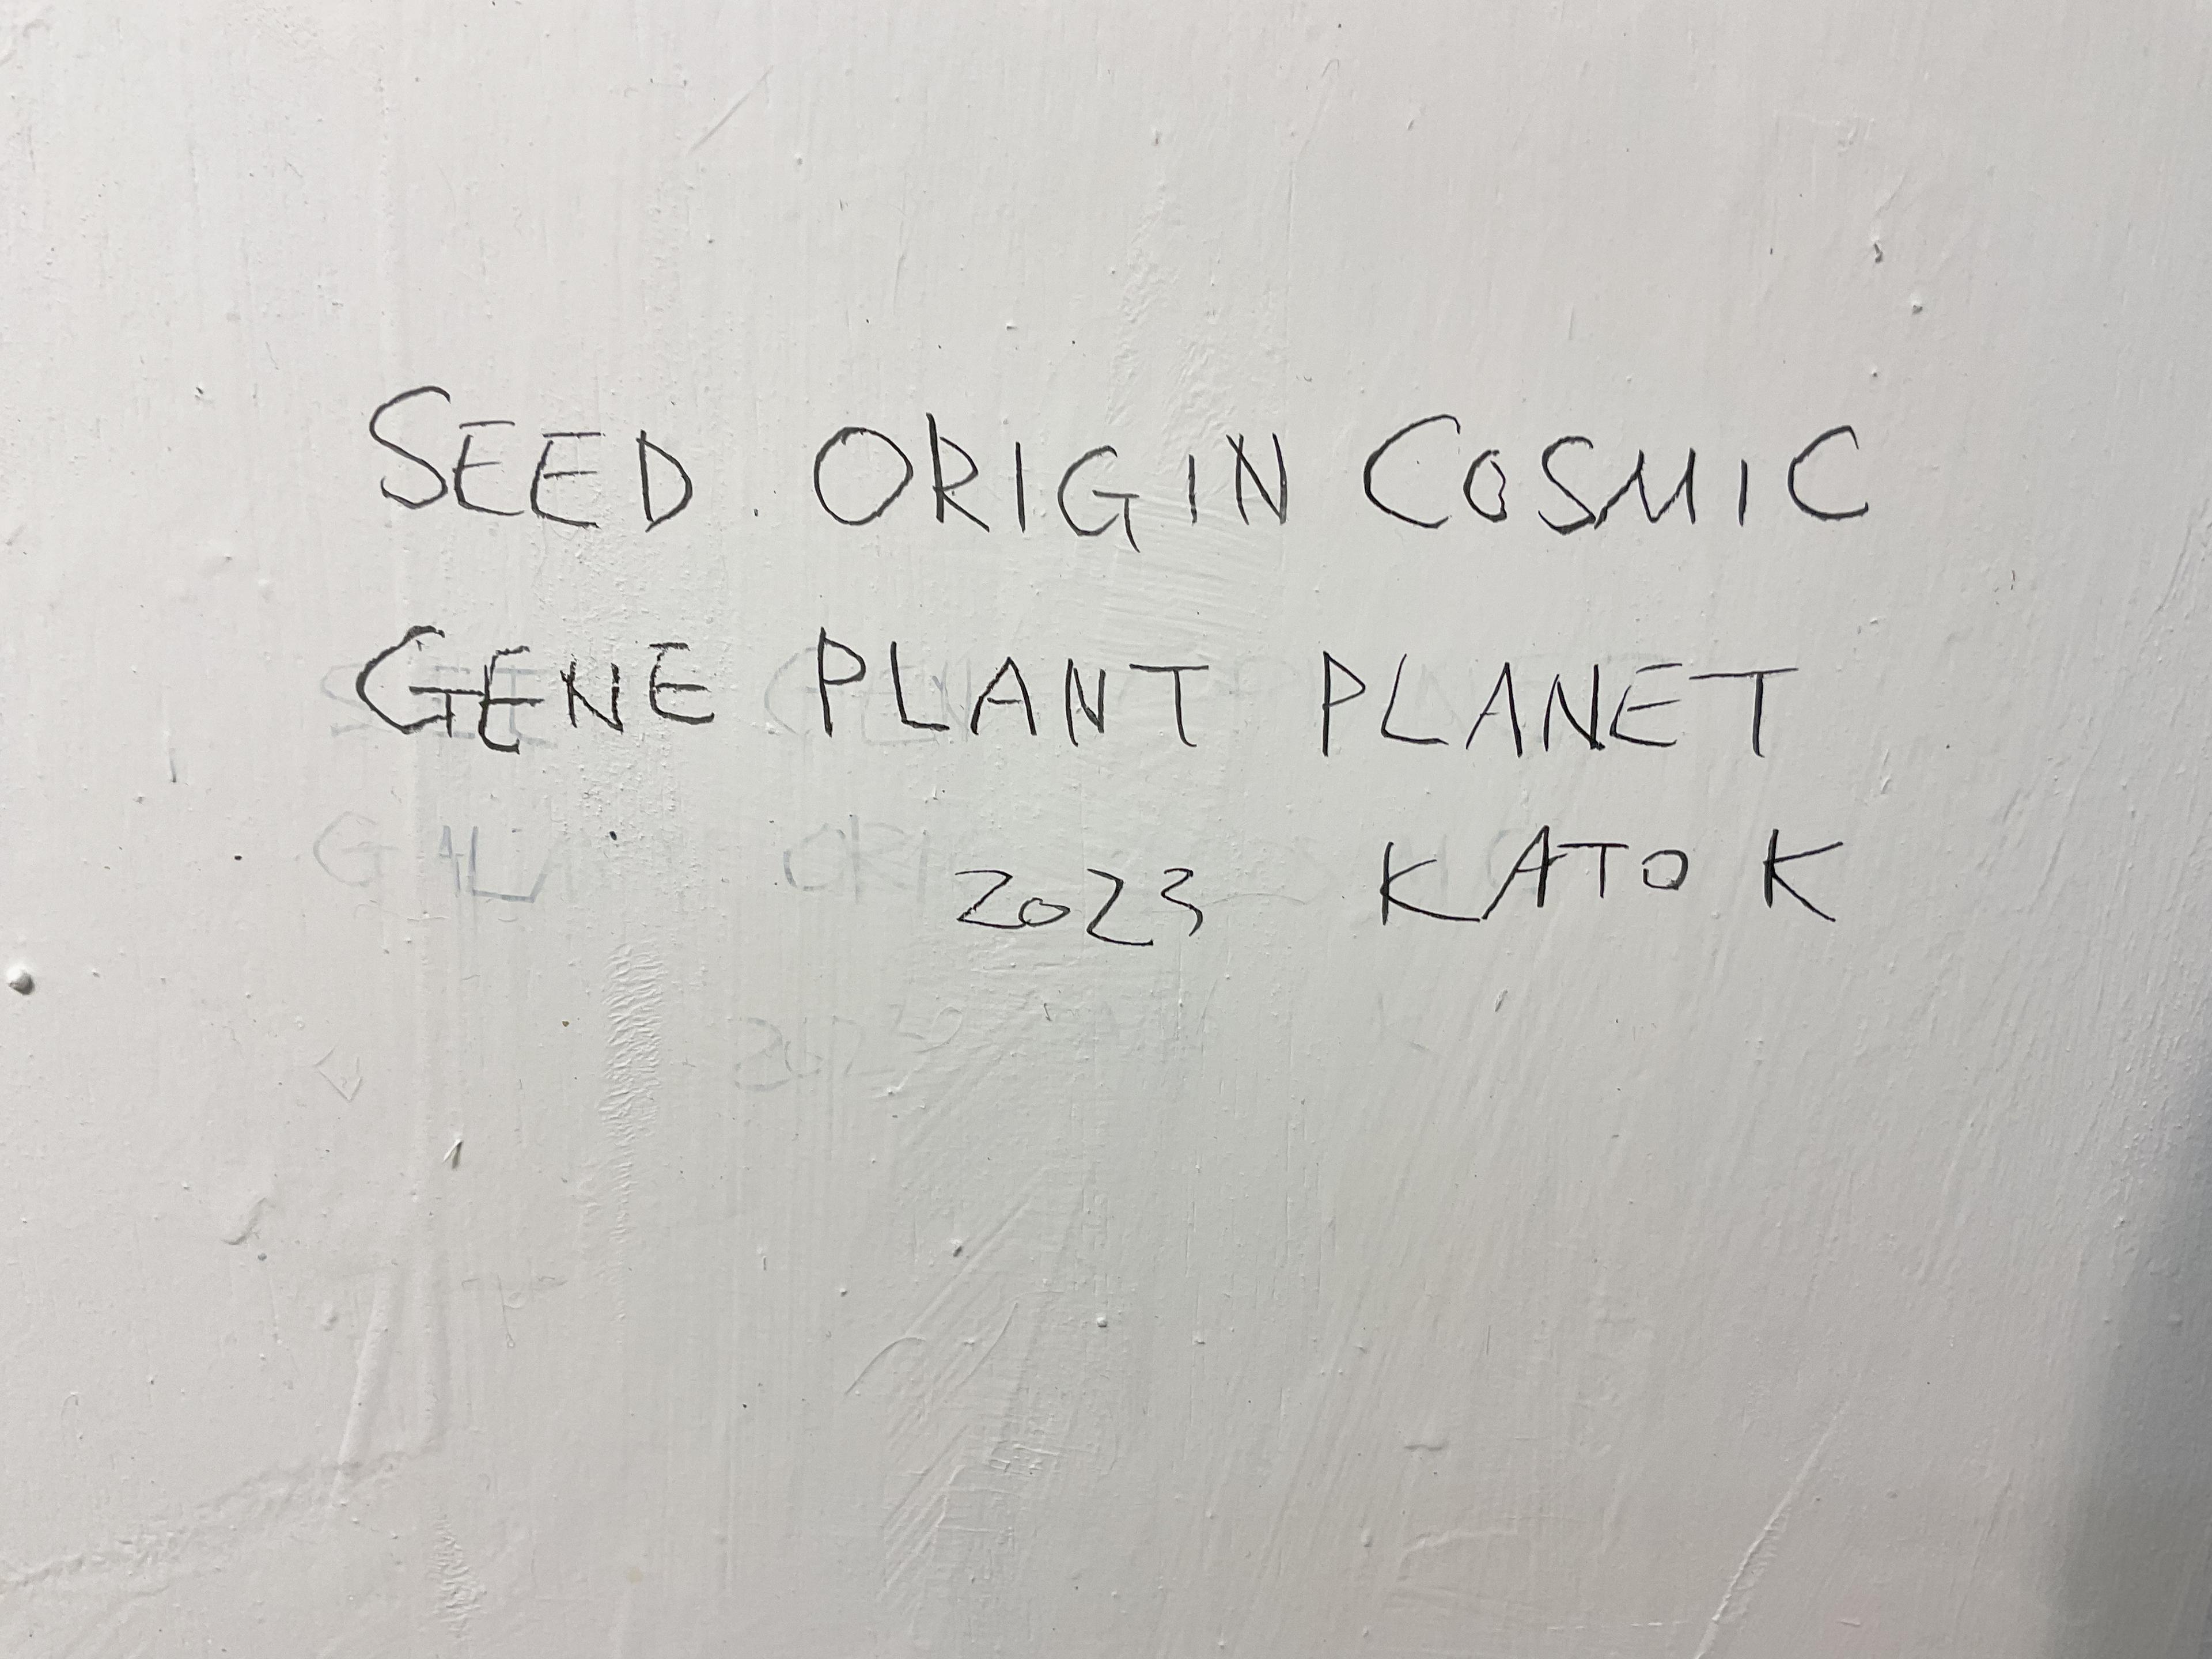 SEED. ORIGIN COSMIC
GENE PLANT PLANET
2023 KATO K